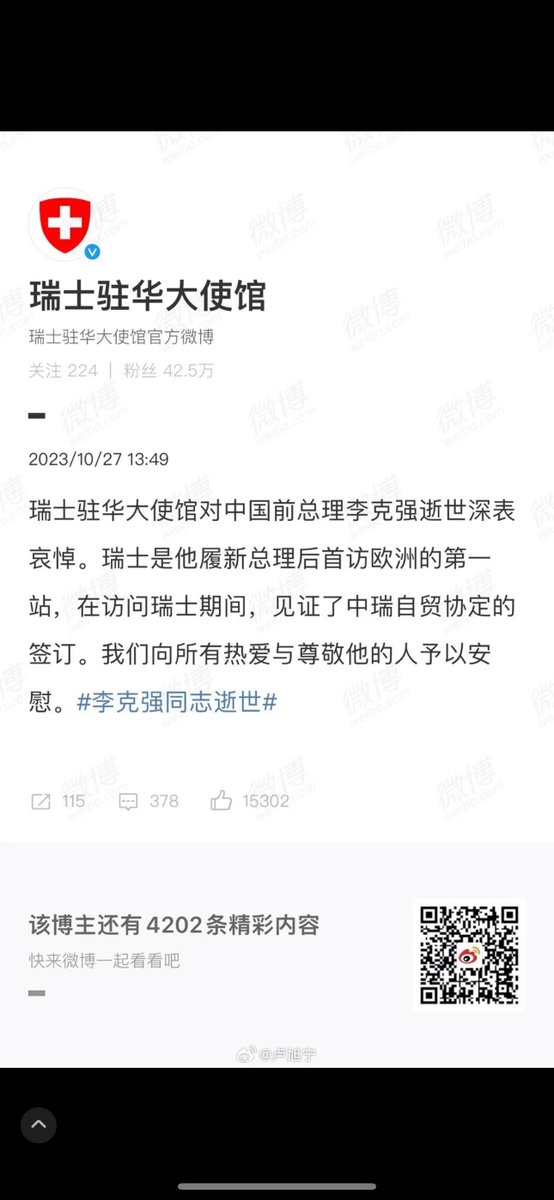 瑞士驻华大使馆
瑞士驻华大使馆官方微博
关注 224 | 粉丝 42.5万
2023/10/27 13:49
瑞士驻华大使馆对中国前总理李克强逝世深表
哀悼。瑞士是他履新总理后首访欧洲的第一
站，在访问瑞士期间，见证了中瑞自贸协定的
签订。我们向所有热爱与尊敬他的人予以安
慰。#李克强同志逝世#
115 378 15302
该博主还有4202条精彩内容
快来微博一起看看吧
@卢旭宁
微博
weibo.com